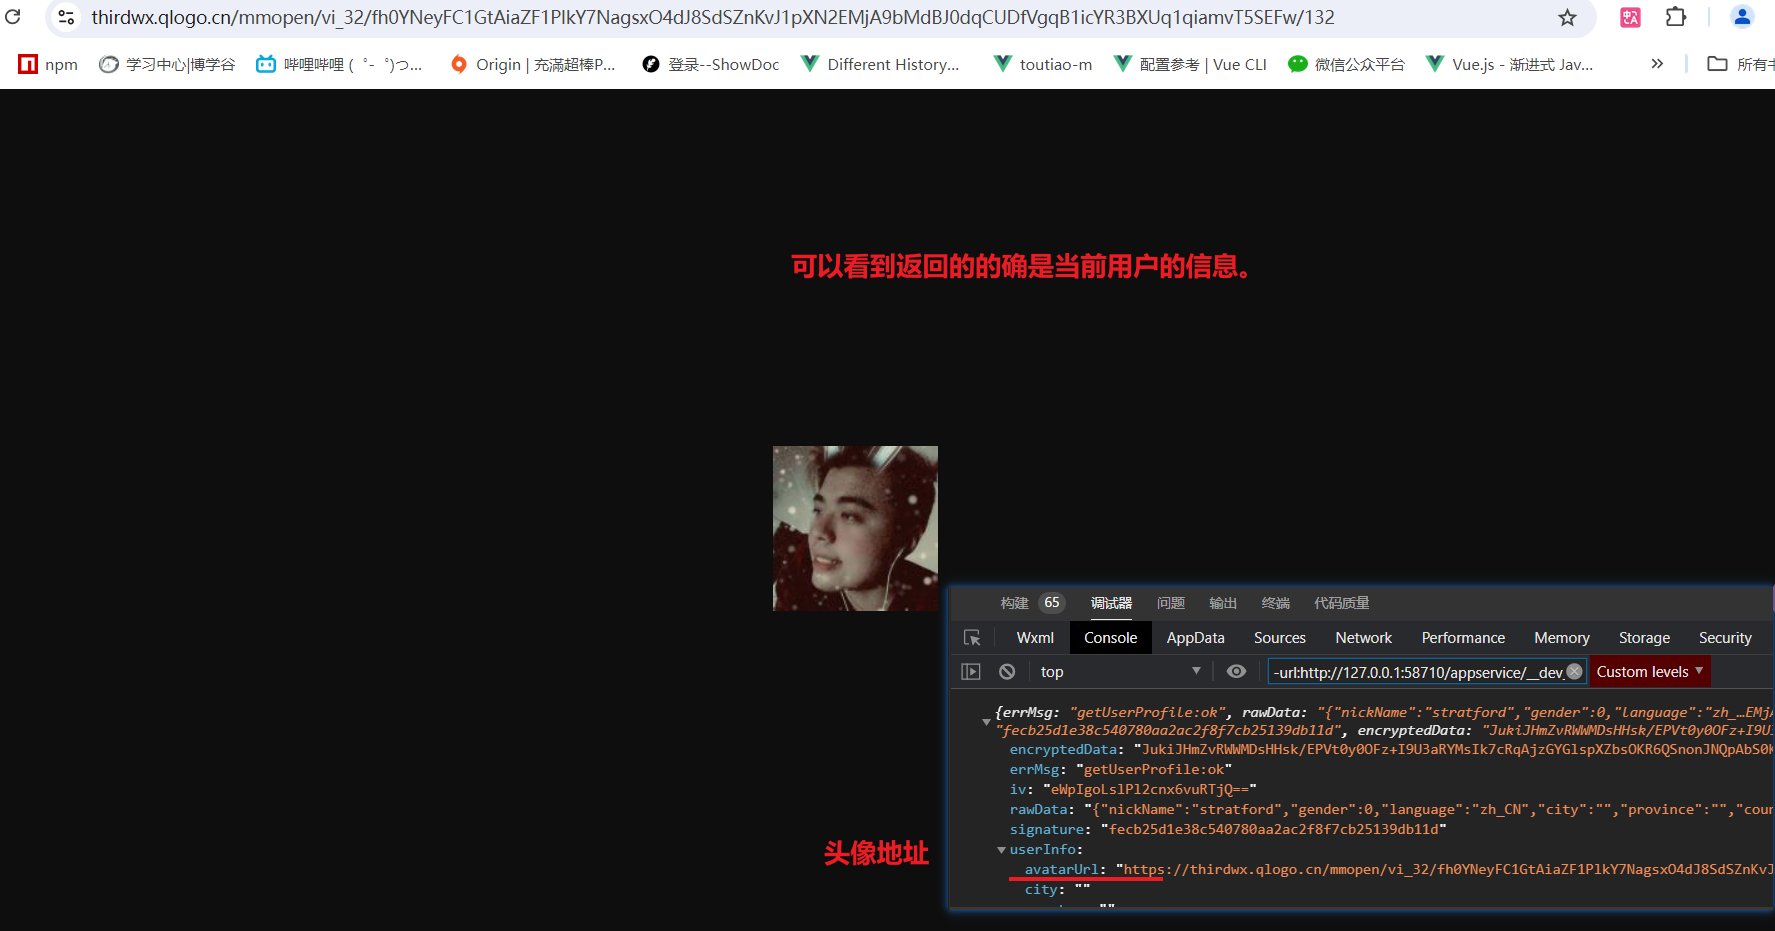 thirdwx.qlogo.cn/mmopen/vi_32/fh0YNeyFC1GtAiaZF1PlkY7NagsxO4dJ8SdSZnKvJ1pXN2EMjA9bMdBJ0dqCUDfVgqB1icYR3BXUq1qiamvT5SEFw/132
npm 学习中心|博学谷 哔哩哔哩 ( ゜- ゜)つ... Origin | 充滿超棒P... 登录--ShowDoc Different History... toutiao-m 配置参考 | Vue CLI 微信公众平台 Vue.js - 渐进式 Jav... » 所有书
可以看到返回的的确是当前用户的信息。
构建 65 调试器 问题 输出 终端 代码质量
Wxml Console AppData Sources Network Performance Memory Storage Security
top -url:http://127.0.0.1:58710/appservice/__dev_ Custom levels
{errMsg: "getUserProfile:ok", rawData: "{"nickName":"stratford","gender":0,"language":"zh_…EMjA
"fecb25d1e38c540780aa2ac2f8f7cb25139db11d", encryptedData: "JukiJHmZvRWWMDsHHsk/EPVt0y0OFz+I9U3
encryptedData: "JukiJHmZvRWWMDsHHsk/EPVt0y0OFz+I9U3aRYMsIk7cRqAjzGYGlspXZbsOKR6QSnonJNQpAbS0K
errMsg: "getUserProfile:ok"
iv: "eWpIgoLslPl2cnx6vuRTjQ=="
rawData: "{"nickName":"stratford","gender":0,"language":"zh_CN","city":"","province":"","cour
signature: "fecb25d1e38c540780aa2ac2f8f7cb25139db11d"
userInfo:
头像地址
avatarUrl: "https://thirdwx.qlogo.cn/mmopen/vi_32/fh0YNeyFC1GtAiaZF1PlkY7NagsxO4dJ8SdSZnKvJ
city: ""